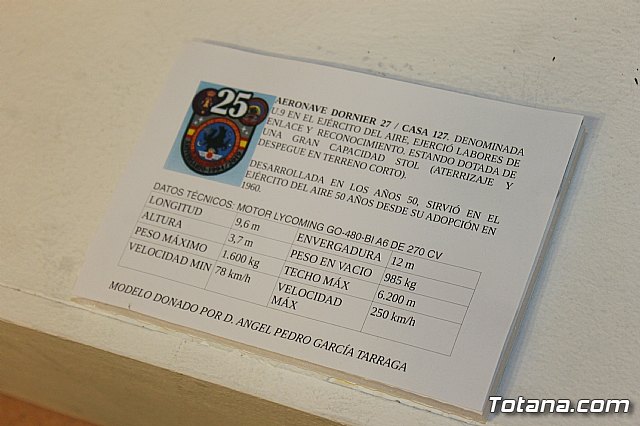 25
AERONAVE DORNIER 27 / CASA 127, DENOMINADA
U.9 EN EL EJÉRCITO DEL AIRE, EJERCIÓ LABORES DE
ENLACE Y RECONOCIMIENTO ESTANDO DOTADA DE
UNA GRAN CAPACIDAD STOL (ATERRIZAJE Y
DESPEGUE EN TERRENO CORTO).
DESARROLLADA EN LOS AÑOS 50, SIRVIÓ EN EL
EJÉRCITO DEL AIRE 50 AÑOS DESDE SU ADOPCIÓN EN
1960.
DATOS TÉCNICOS: MOTOR LYCOMING GO-480-B/ A6 DE 270 CV
LONGITUD 9,6 m ENVERGADURA 12 m
ALTURA 3,7 m PESO EN VACIO 985 kg
PESO MÁXIMO 1.600 kg TECHO MÁX 6.200 m
VELOCIDAD MIN 78 km/h VELOCIDAD MÁX 250 km/h
MODELO DONADO POR D. ANGEL PEDRO GARCÍA TARRAGA
Totana.com